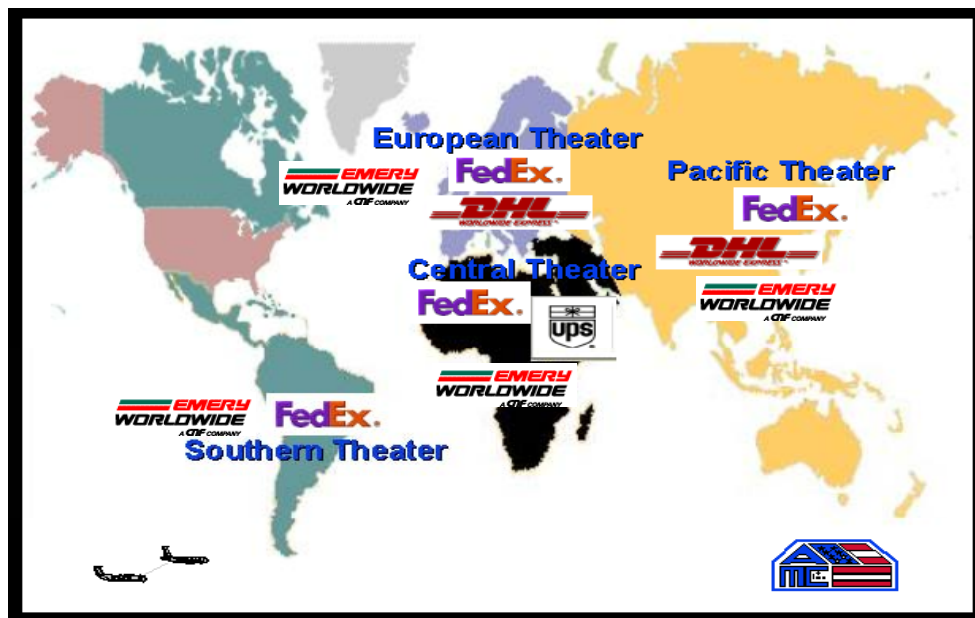 European Theater
EMERY
WORLDWIDE
A CNF COMPANY
FedEx.
DHL
WORLDWIDE EXPRESS
Pacific Theater
FedEx.
DHL
WORLDWIDE EXPRESS
EMERY
WORLDWIDE
A CNF COMPANY
Central Theater
FedEx.
ups
EMERY
WORLDWIDE
A CNF COMPANY
EMERY
WORLDWIDE
A CNF COMPANY
FedEx.
Southern Theater
AMC